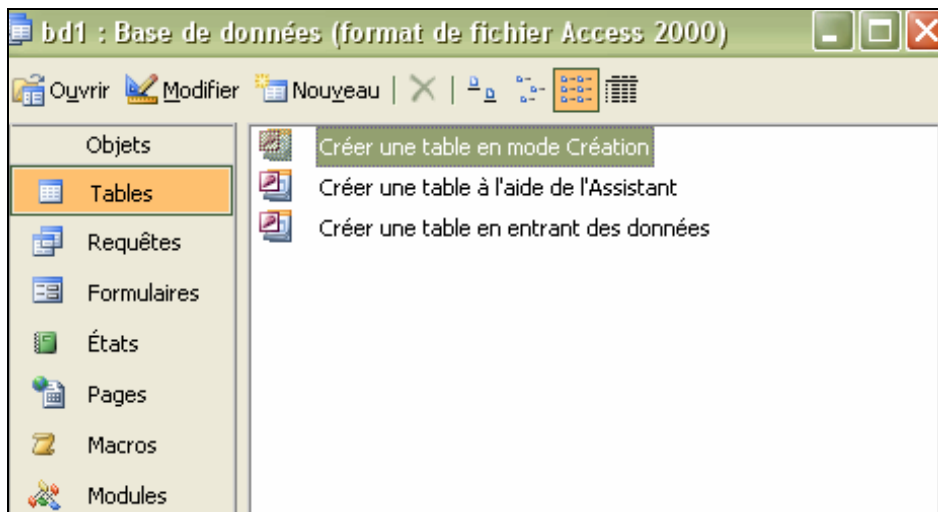 bd1 : Base de données (format de fichier Access 2000)
Ouvrir Modifier Nouveau
Objets
Tables
Requêtes
Formulaires
États
Pages
Macros
Modules
Créer une table en mode Création
Créer une table à l'aide de l'Assistant
Créer une table en entrant des données